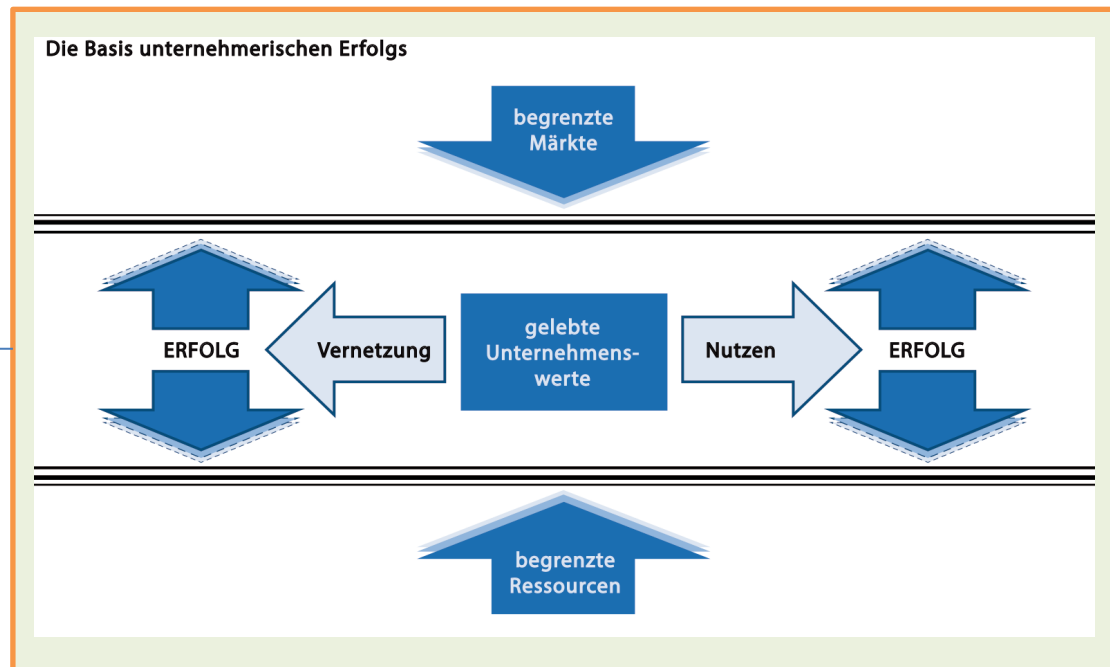 Die Basis unternehmerischen Erfolgs
begrenzte
Märkte
ERFOLG
Vernetzung
gelebte
Unternehmens-
werte
Nutzen
ERFOLG
begrenzte
Ressourcen